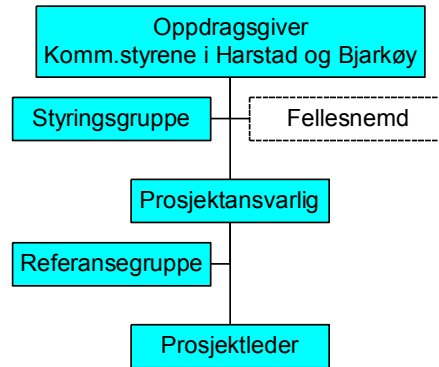 Oppdragsgiver
Komm.styrene i Harstad og Bjarkøy
Styringsgruppe
Fellesnemd
Prosjektansvarlig
Referansegruppe
Prosjektleder